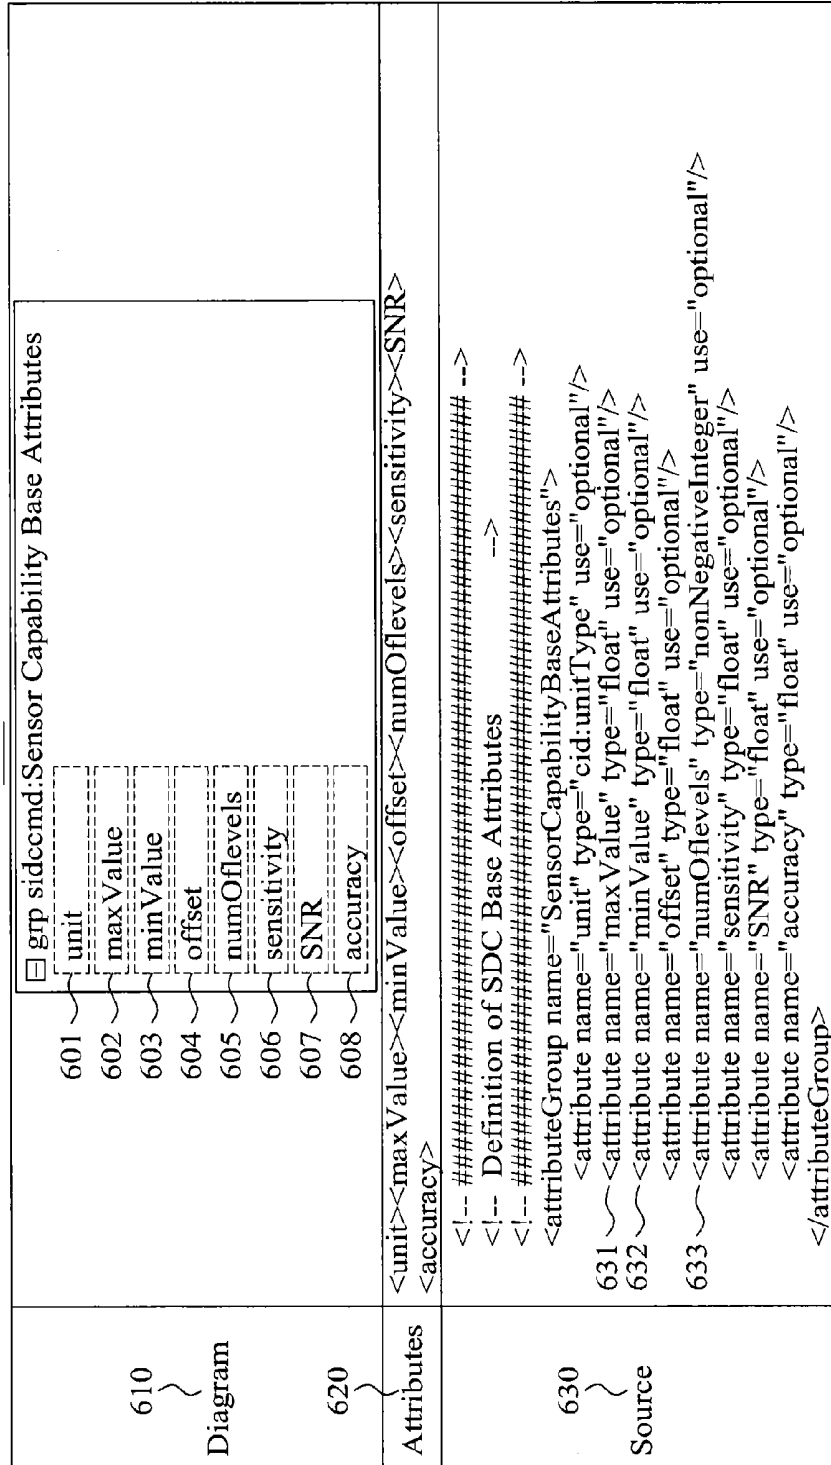 610
Diagram
⊟ grp sidccmd:Sensor Capability Base Attributes
601 unit
602 maxValue
603 minValue
604 offset
605 numOflevels
606 sensitivity
607 SNR
608 accuracy
620
Attributes
<unit><maxValue><minValue><offset><numOflevels><sensitivity><SNR>
<accuracy>
630
Source
<!-- ################################################ -->
<!-- Definition of SDC Base Attributes -->
<!-- ################################################ -->
<attributeGroup name="SensorCapabilityBaseAttributes">
<attribute name="unit" type="cid:unitType" use="optional"/>
631 <attribute name="maxValue" type="float" use="optional"/>
632 <attribute name="minValue" type="float" use="optional"/>
<attribute name="offset" type="float" use="optional"/>
633 <attribute name="numOflevels" type="nonNegativeInteger" use="optional"/>
<attribute name="sensitivity" type="float" use="optional"/>
<attribute name="SNR" type="float" use="optional"/>
<attribute name="accuracy" type="float" use="optional"/>
</attributeGroup>